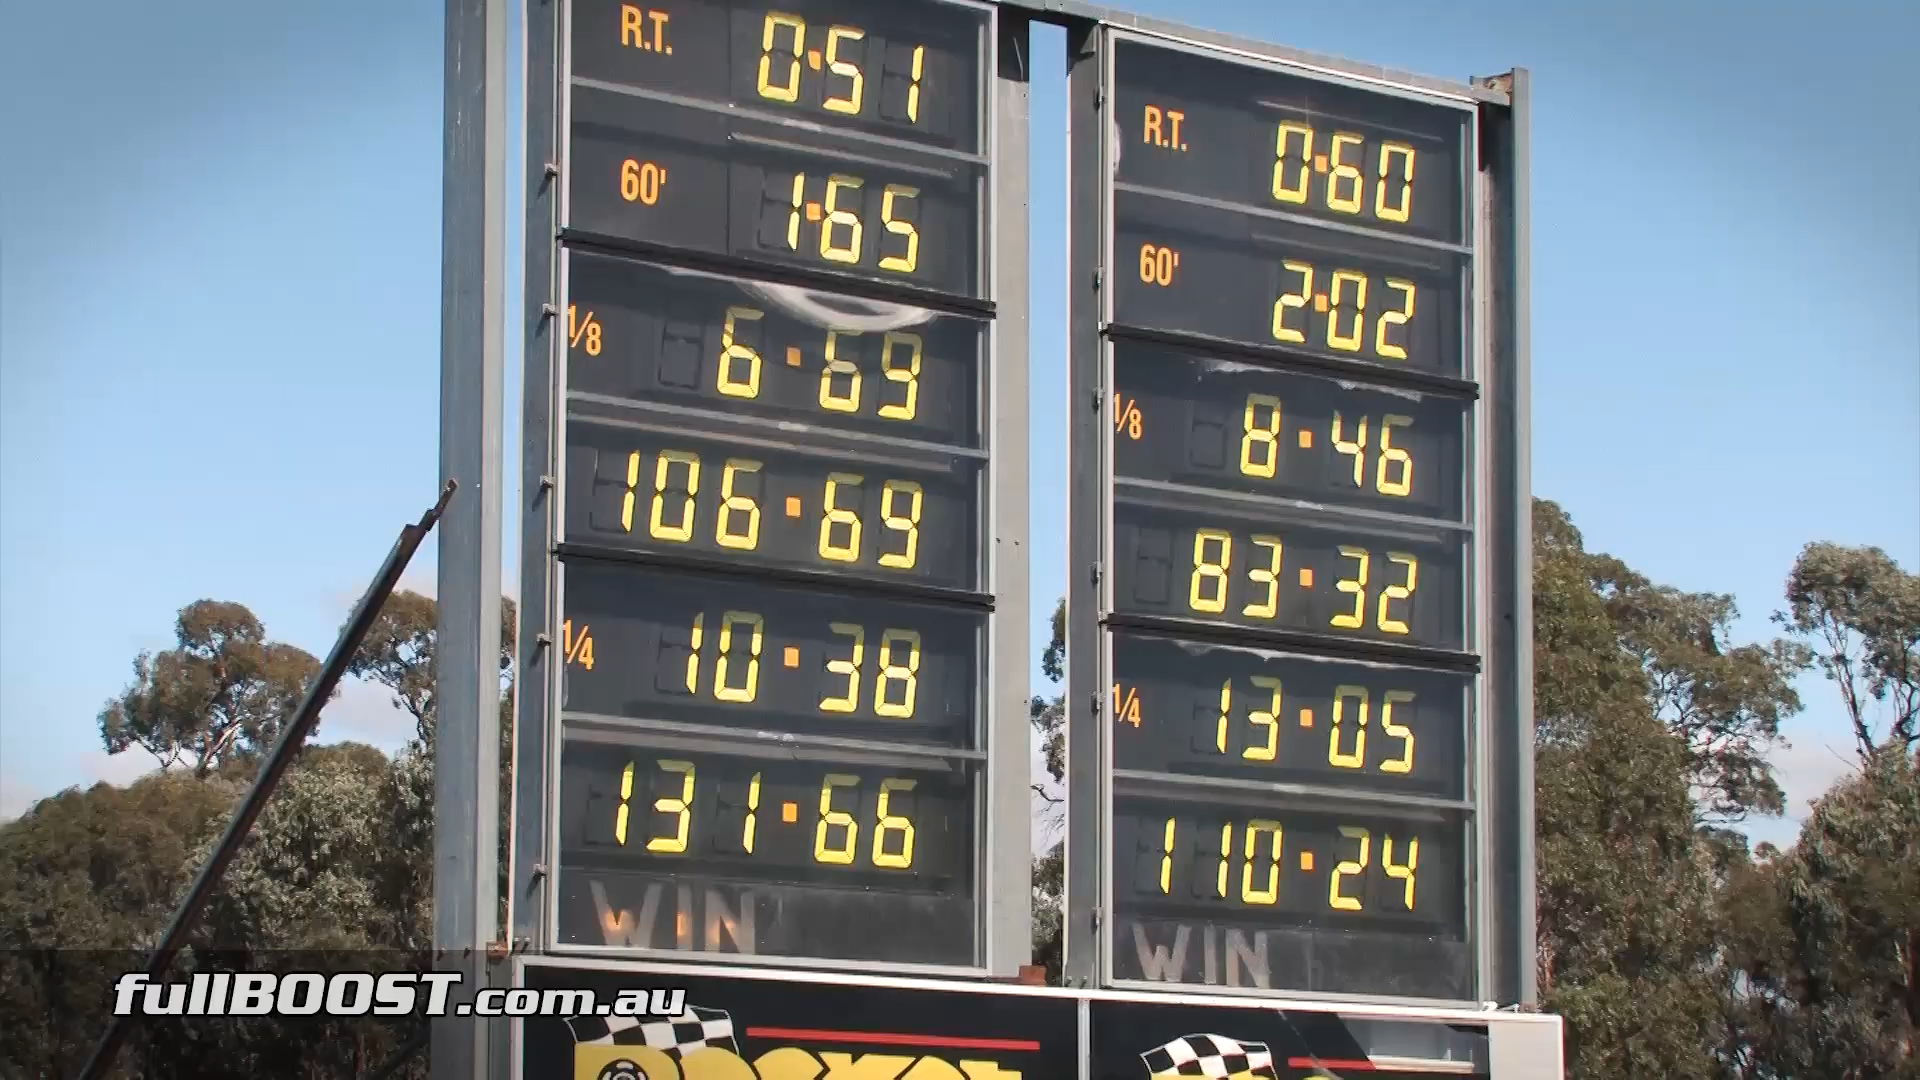 R.T. 0.51
60' 1.65
1/8 6.69
106.69
1/4 10.38
131.66
WIN
R.T. 0.60
60' 2.02
1/8 8.46
83.32
1/4 13.05
110.24
WIN
fullBOOST.com.au